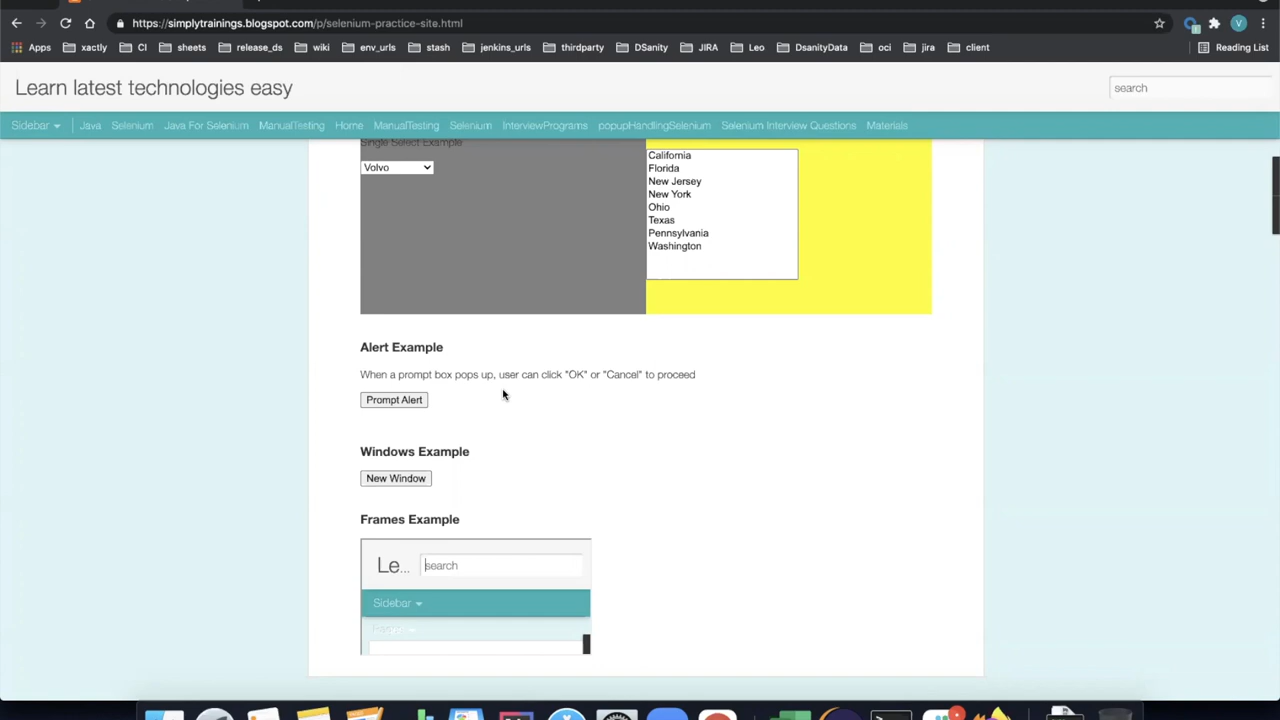 https://simplytrainings.blogspot.com/p/selenium-practice-site.html
V
Apps xactly CI sheets release_ds wiki env_urls stash jenkins_urls thirdparty DSanity JIRA Leo DsanityData oci jira client Reading List
Learn latest technologies easy
search
Sidebar Java Selenium Java For Selenium ManualTesting Home ManualTesting Selenium InterviewPrograms popupHandlingSelenium Selenium Interview Questions Materials
Single Select Example
Volvo
California
Florida
New Jersey
New York
Ohio
Texas
Pennsylvania
Washington
Alert Example
When a prompt box pops up, user can click "OK" or "Cancel" to proceed
Prompt Alert
Windows Example
New Window
Frames Example
Le... search
Sidebar